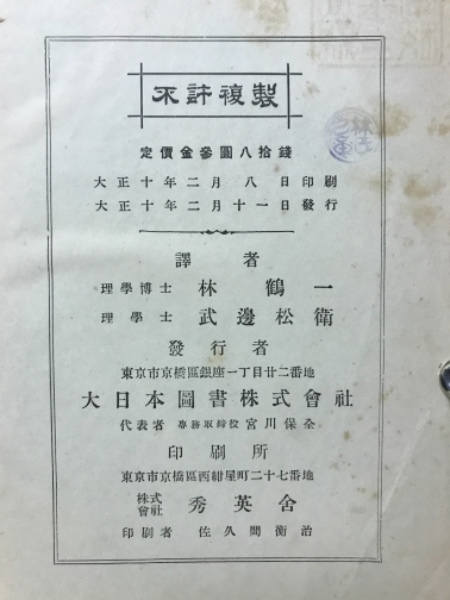 不許複製
定價金參圓八拾錢
大正十年二月八日印刷
大正十年二月十一日發行
譯者
理學博士 林鶴一
理學士 武邊松衛
發行者
東京市京橋區銀座一丁目廿二番地
大日本圖書株式會社
代表者 專務取締役 宮川保全
印刷所
東京市京橋區西紺屋町二十七番地
株式會社 秀英舍
印刷者 佐久間衡治